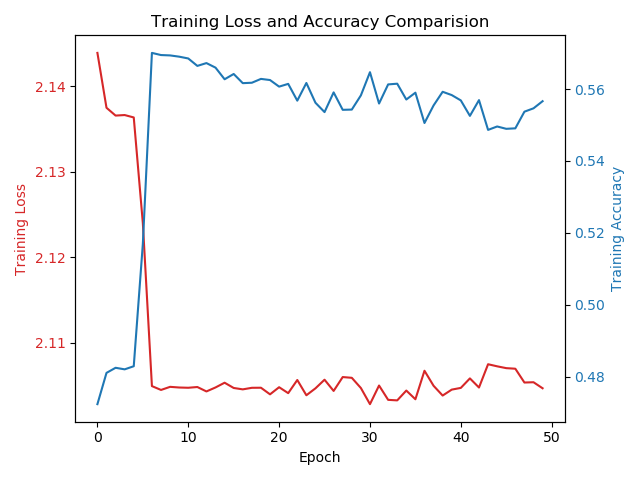 Training Loss and Accuracy Comparision
2.14
2.13
2.12
2.11
Training Loss
0.56
0.54
0.52
0.50
0.48
Training Accuracy
0 10 20 30 40 50
Epoch